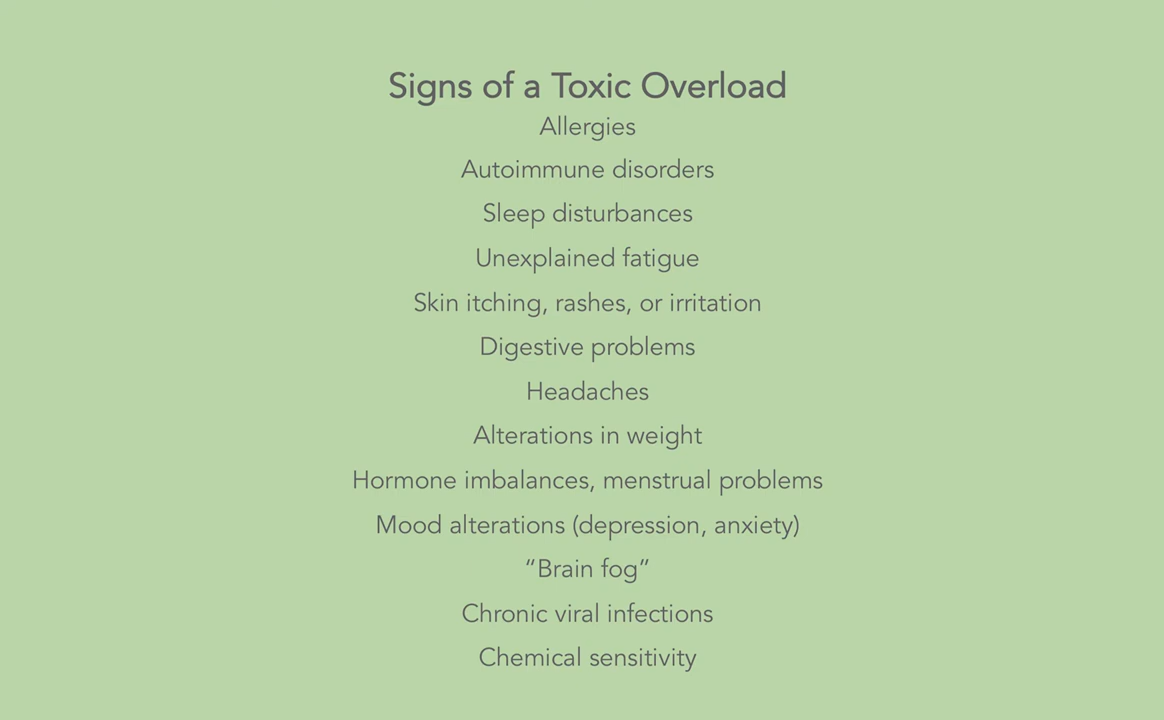 Signs of a Toxic Overload
Allergies
Autoimmune disorders
Sleep disturbances
Unexplained fatigue
Skin itching, rashes, or irritation
Digestive problems
Headaches
Alterations in weight
Hormone imbalances, menstrual problems
Mood alterations (depression, anxiety)
“Brain fog”
Chronic viral infections
Chemical sensitivity